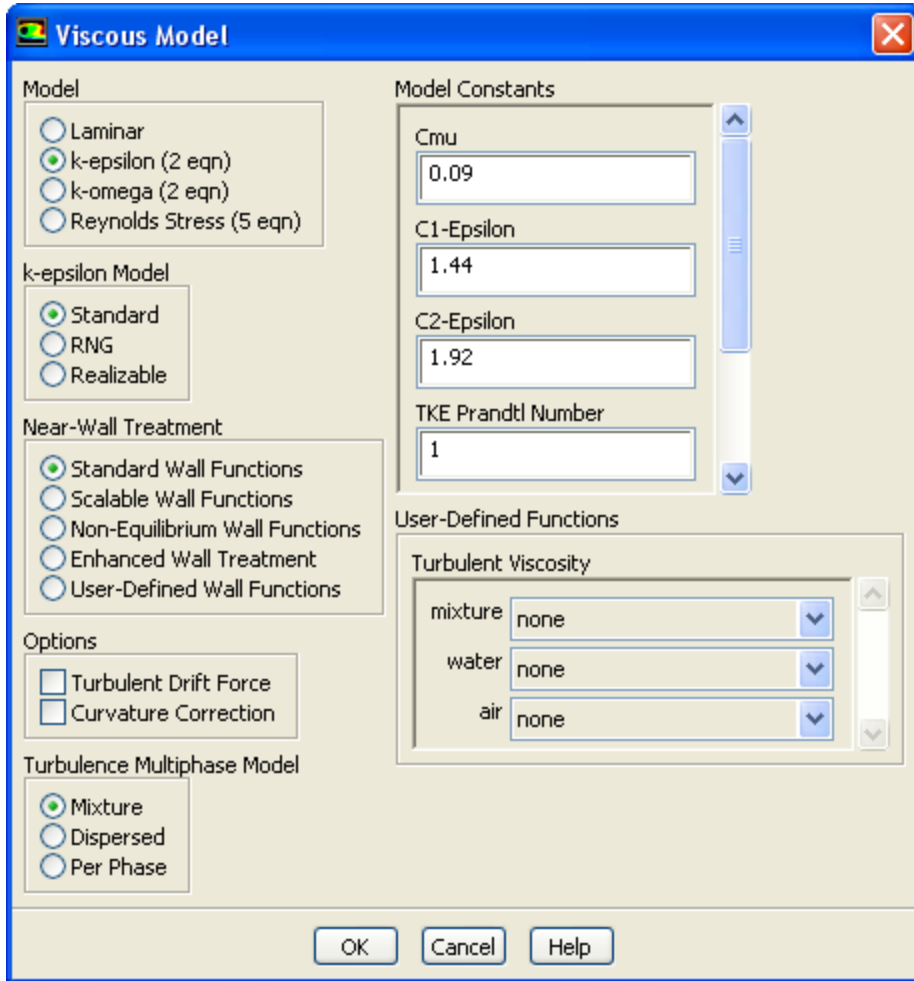 Viscous Model
Model
Laminar
k-epsilon (2 eqn)
k-omega (2 eqn)
Reynolds Stress (5 eqn)
k-epsilon Model
Standard
RNG
Realizable
Near-Wall Treatment
Standard Wall Functions
Scalable Wall Functions
Non-Equilibrium Wall Functions
Enhanced Wall Treatment
User-Defined Wall Functions
Options
Turbulent Drift Force
Curvature Correction
Turbulence Multiphase Model
Mixture
Dispersed
Per Phase
Model Constants
Cmu
0.09
C1-Epsilon
1.44
C2-Epsilon
1.92
TKE Prandtl Number
1
User-Defined Functions
Turbulent Viscosity
mixture none
water none
air none
OK Cancel Help